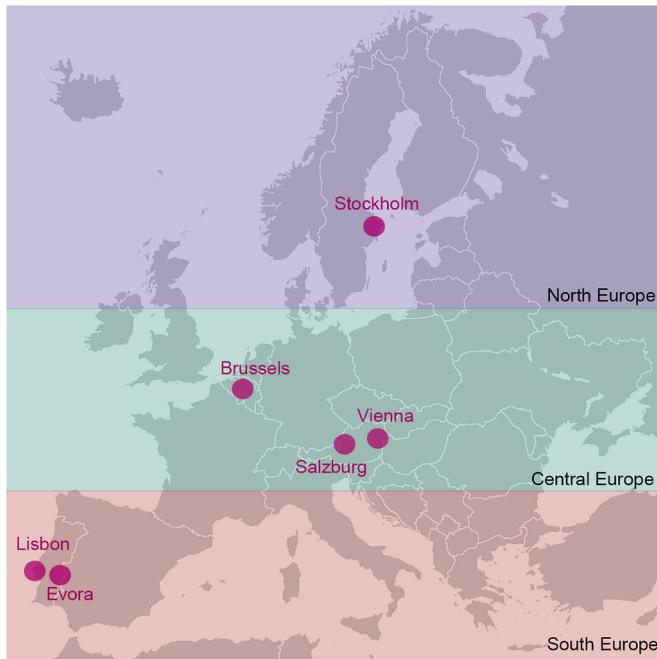 Stockholm
North Europe
Brussels
Vienna
Salzburg
Central Europe
Lisbon
Evora
South Europe